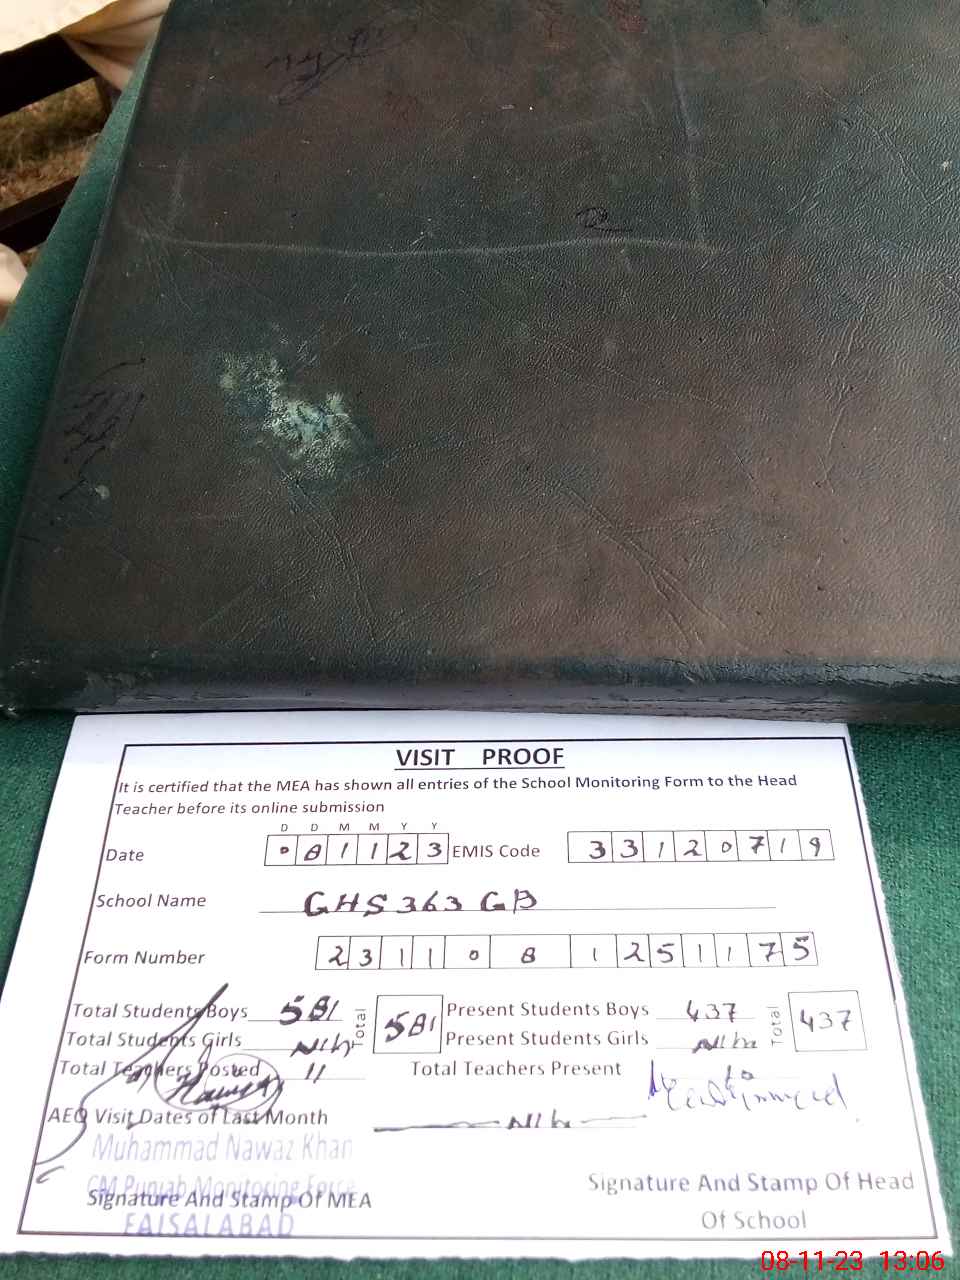 VISIT PROOF
It is certified that the MEA has shown all entries of the School Monitoring Form to the Head
Teacher before its online submission
D D M M Y Y
Date 0 8 1 1 2 3 EMIS Code 3 3 1 2 0 7 1 9
School Name GHS 363 GB
Form Number 2 3 1 1 0 8 1 2 5 1 1 7 5
Total Students Boys 581 Total 581 Present Students Boys 437 Total 437
Total Students Girls Nil Present Students Girls Nil
Total Teachers Posted 11 Total Teachers Present 10
AEO Visit Dates of Last Month Nil
Muhammad Nawaz Khan
CM Punjab Monitoring Force
Signature And Stamp Of MEA
FAISALABAD
Signature And Stamp Of Head
Of School
08-11-23 13:06